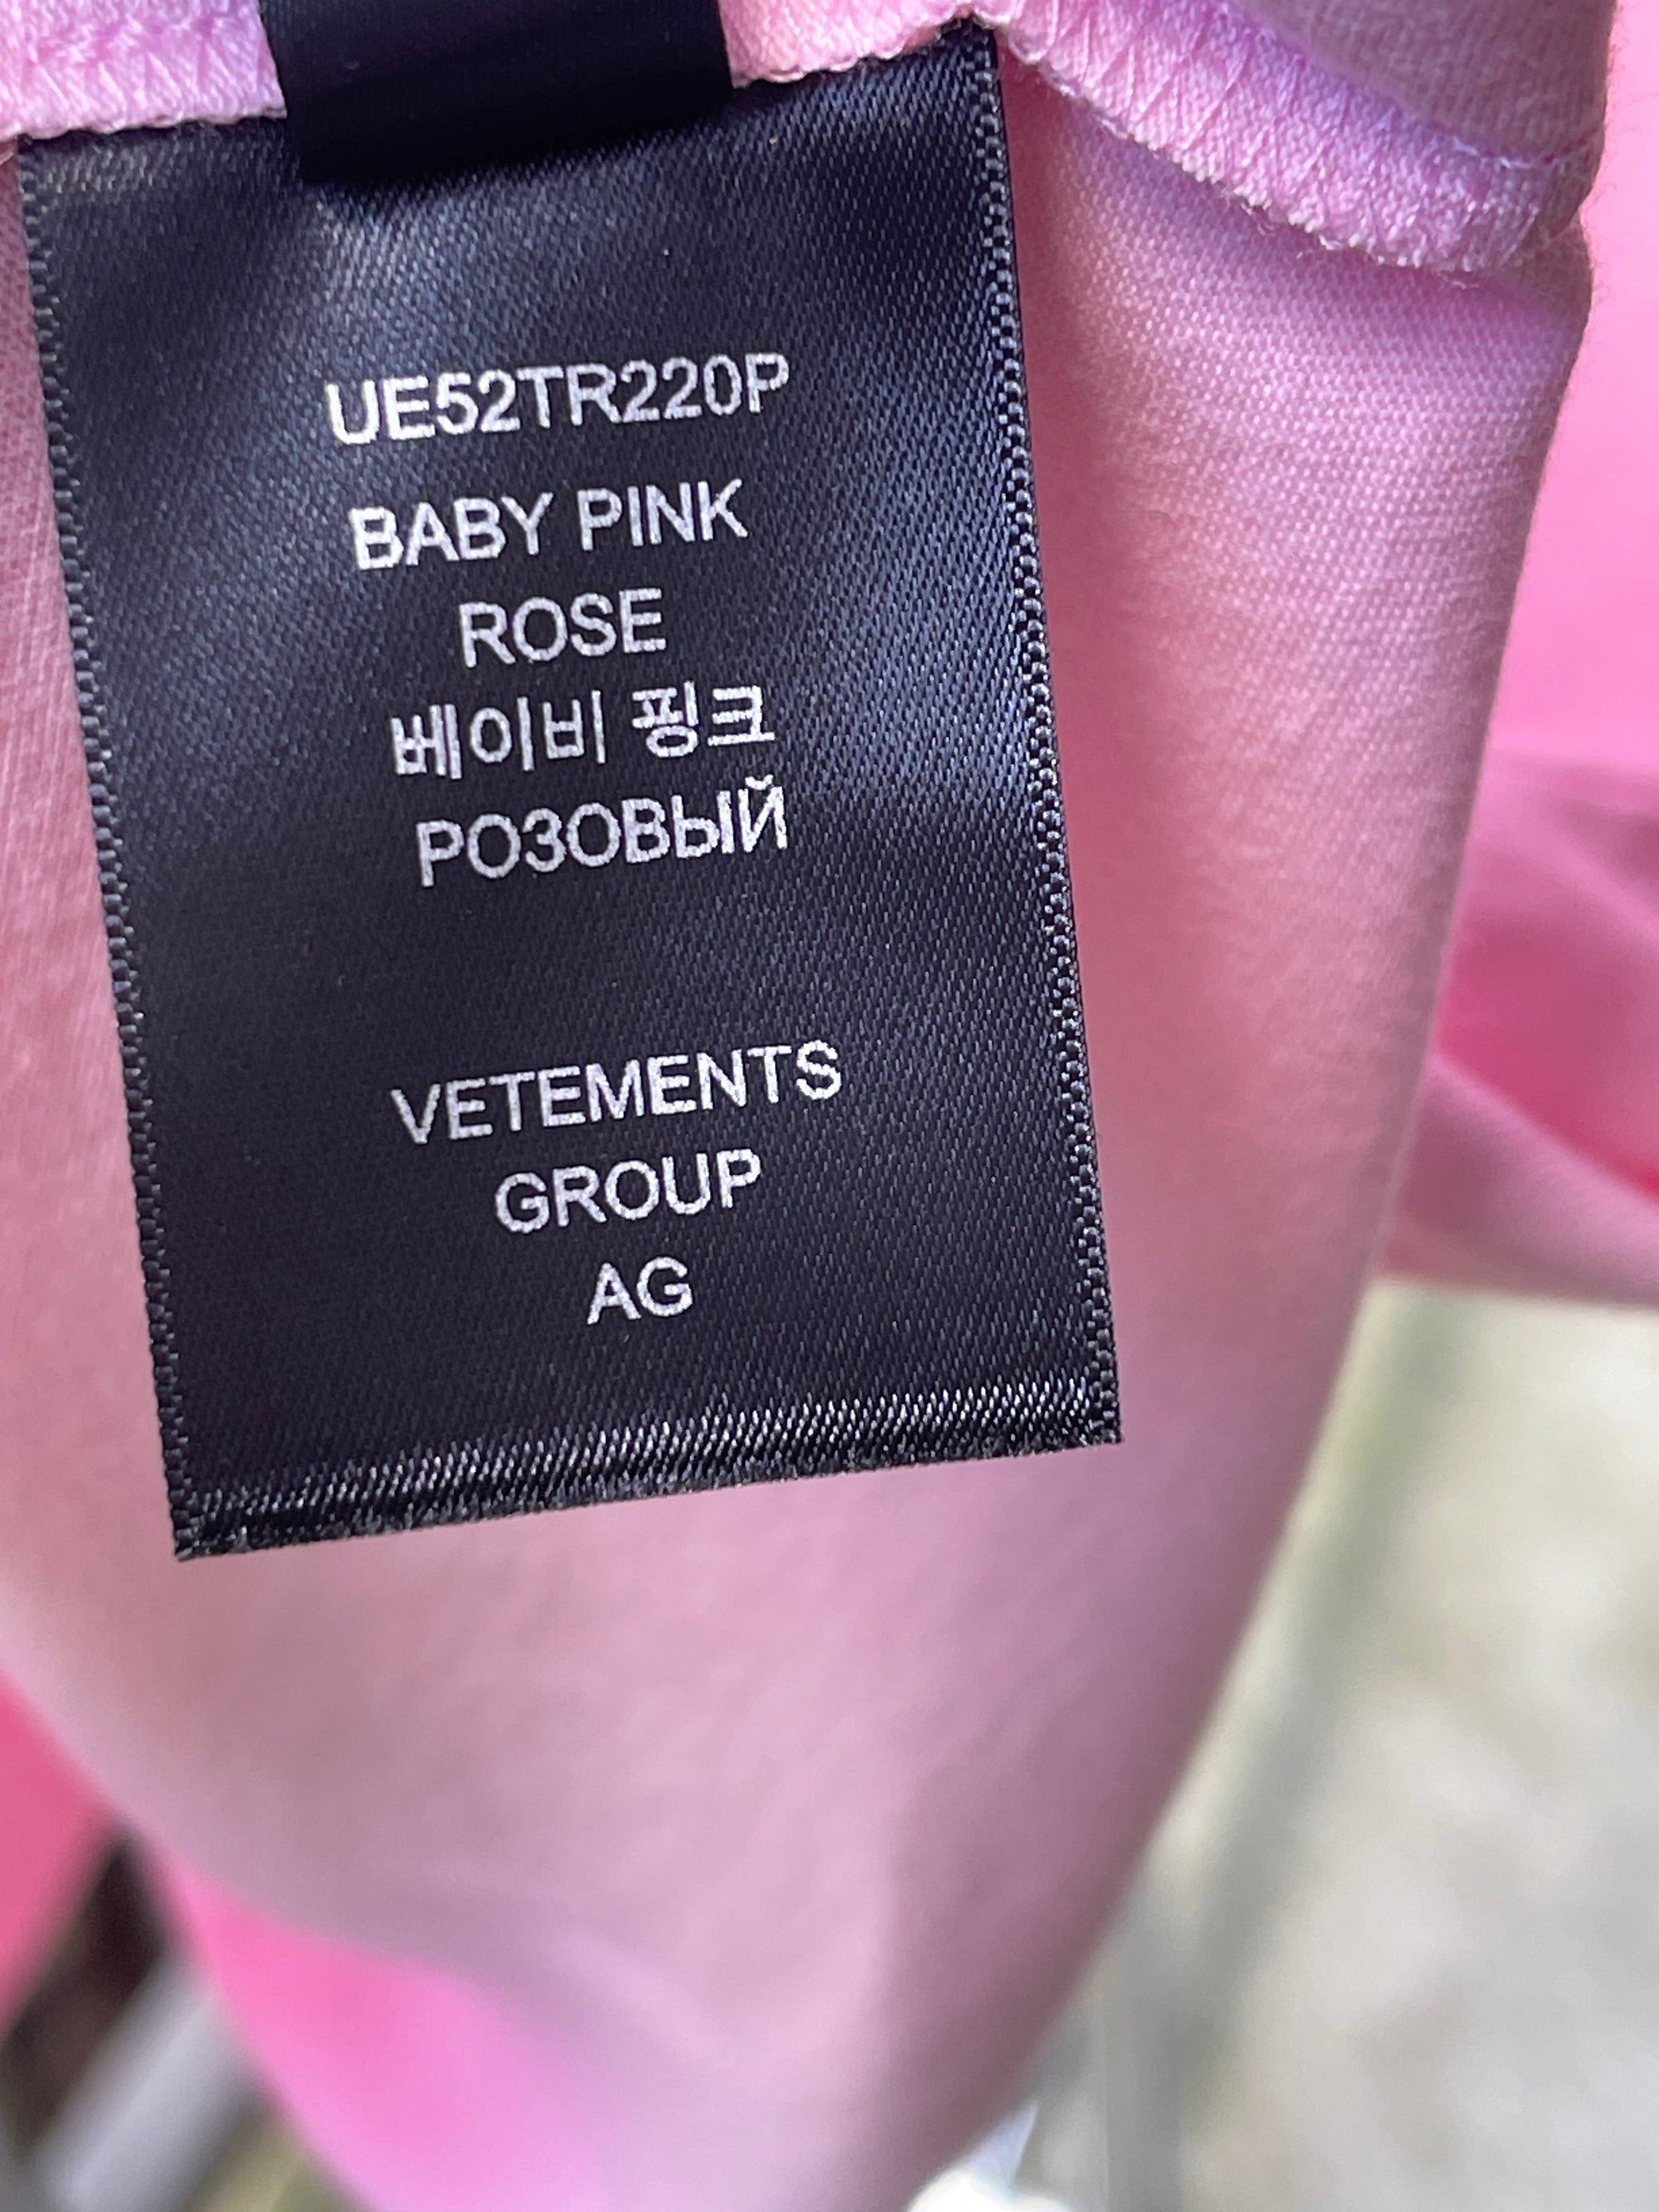 UE52TR220P
BABY PINK
ROSE
베이비 핑크
РОЗОВЫЙ
VETEMENTS
GROUP
AG